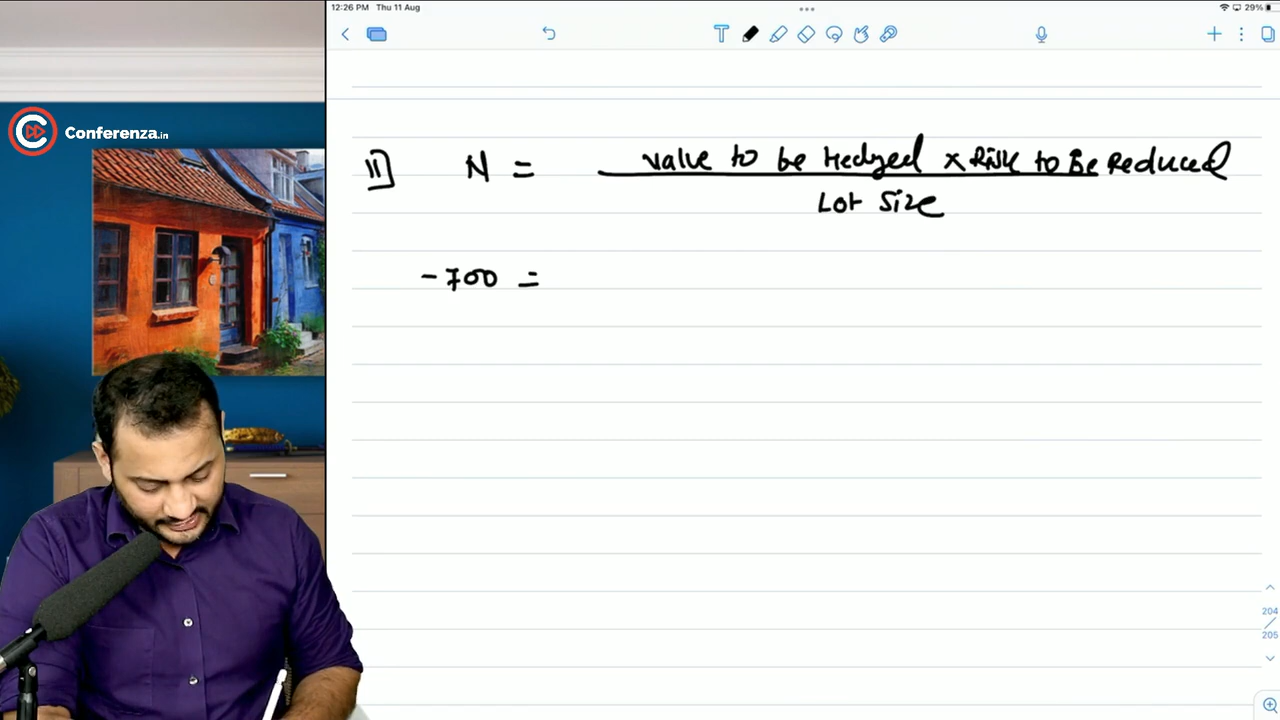 12:26 PM Thu 11 Aug
29%
Conferenza.in
II] N = Value to be Hedged x Risk to Be Reduced
Lot Size
-700 =
204
205